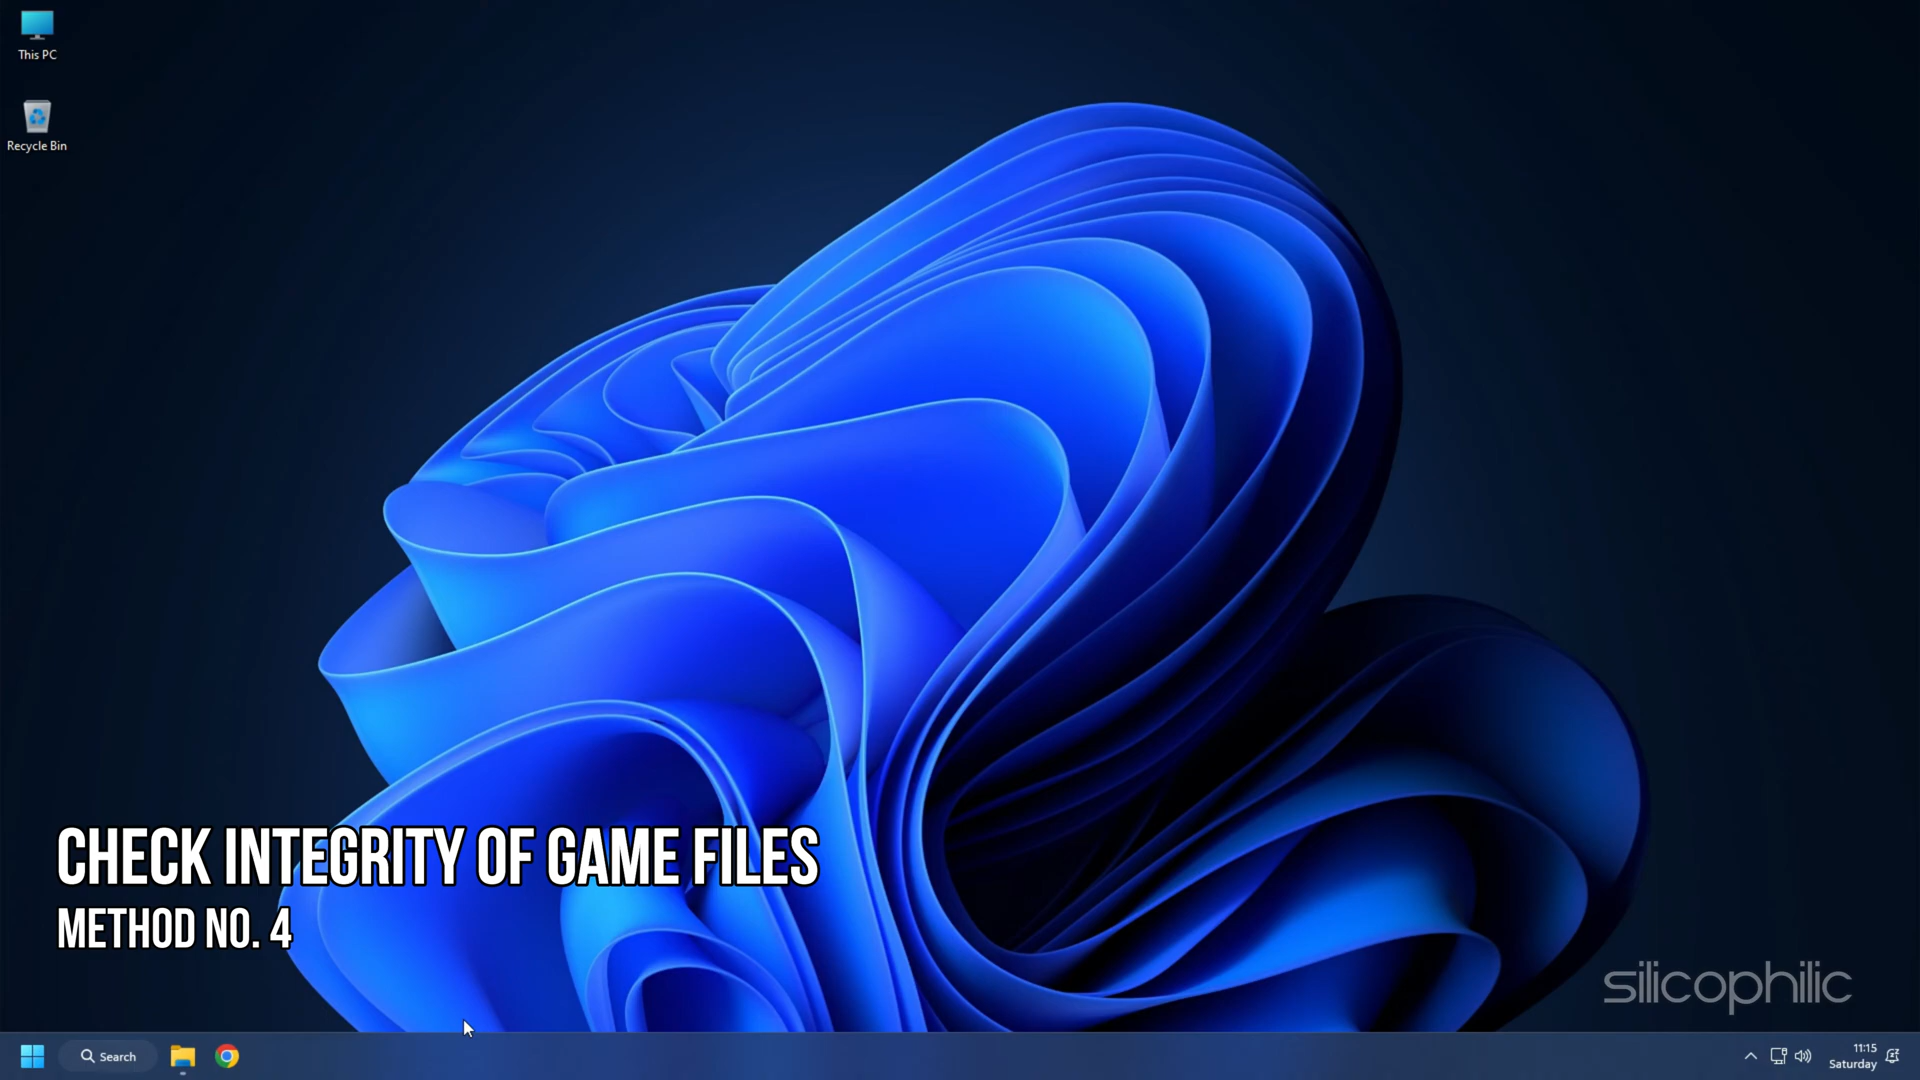 This PC
Recycle Bin
CHECK INTEGRITY OF GAME FILES
METHOD NO. 4
silicophilic
Search
11:15
Saturday